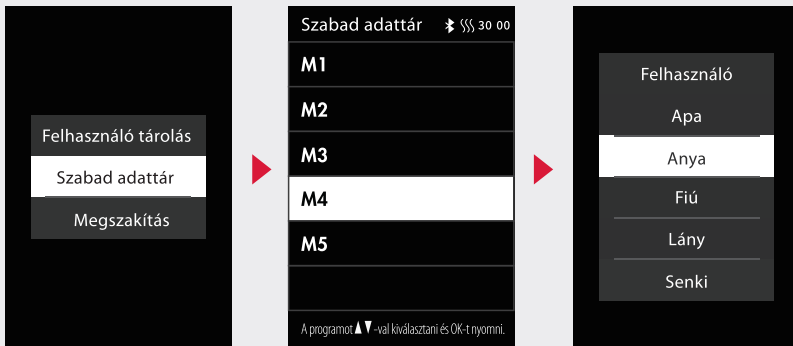 Felhasználó tárolás
Szabad adattár
Megszakítás
Szabad adattár 30 00
M1
M2
M3
M4
M5
A programot▲▼-val kiválasztani és OK-t nyomni.
Felhasználó
Apa
Anya
Fiú
Lány
Senki